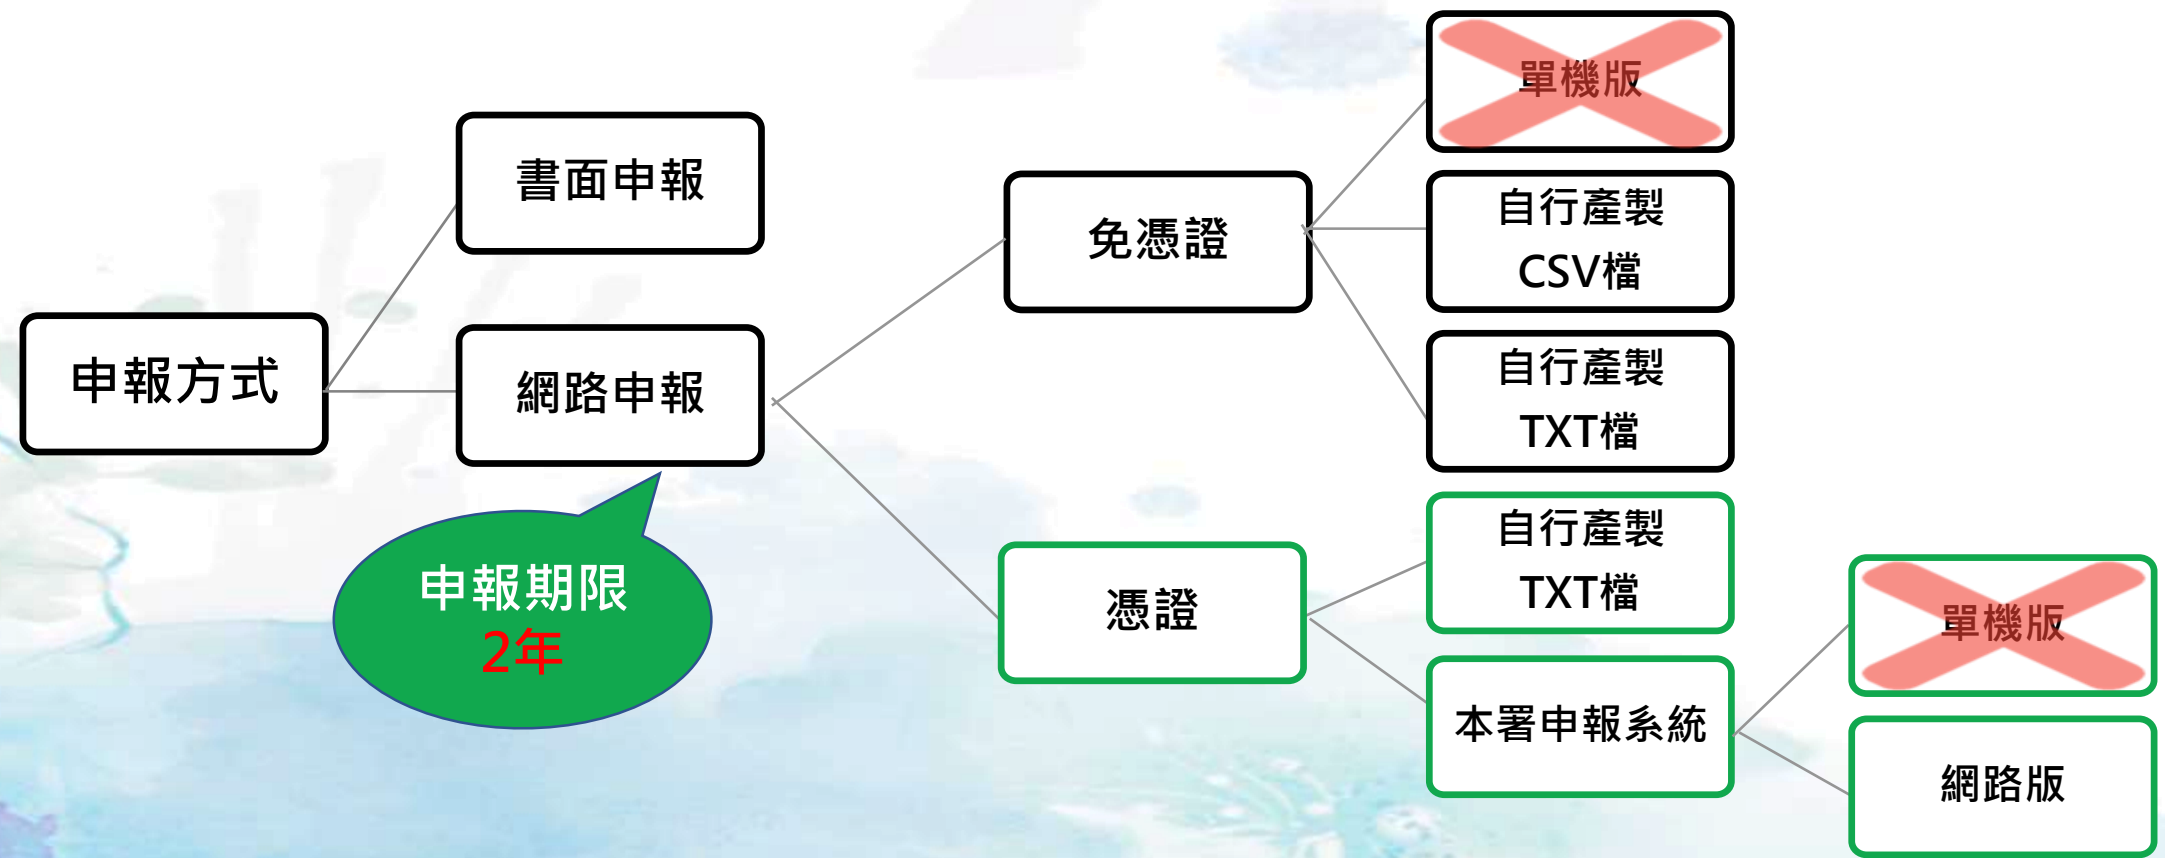 申報方式
書面申報
網路申報
申報期限
2年
免憑證
單機版
自行產製
CSV檔
自行產製
TXT檔
憑證
自行產製
TXT檔
本署申報系統
單機版
網路版